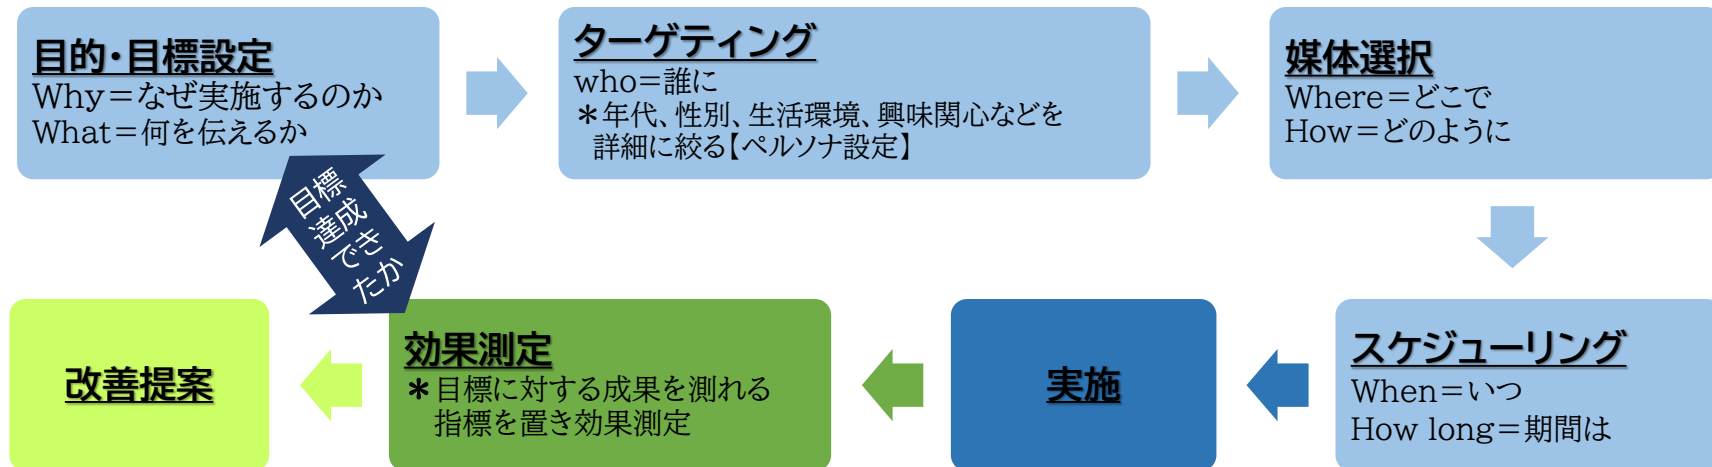 目的・目標設定
Why＝なぜ実施するのか
What＝何を伝えるか
ターゲティング
who＝誰に
＊年代、性別、生活環境、興味関心などを
詳細に絞る【ペルソナ設定】
媒体選択
Where＝どこで
How＝どのように
目標
達成
でき
たか
スケジューリング
When＝いつ
How long＝期間は
実施
効果測定
＊目標に対する成果を測れる
指標を置き効果測定
改善提案